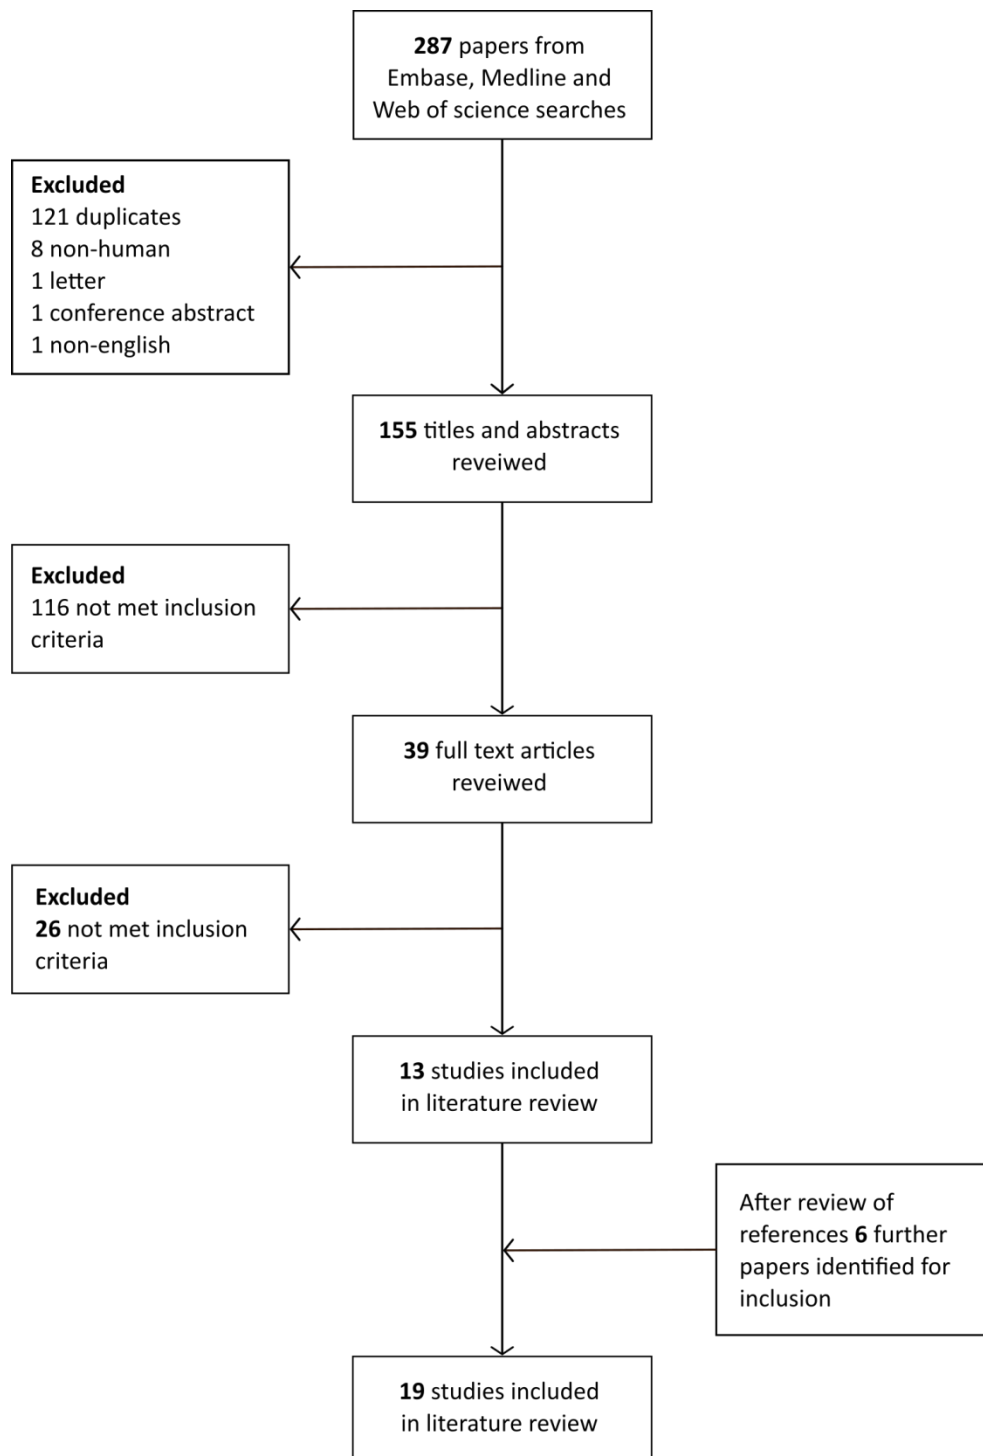 287 papers from
Embase, Medline and
Web of science searches
Excluded
121 duplicates
8 non-human
1 letter
1 conference abstract
1 non-english
155 titles and abstracts
reveiwed
Excluded
116 not met inclusion
criteria
39 full text articles
reveiwed
Excluded
26 not met inclusion
criteria
13 studies included
in literature review
After review of
references 6 further
papers identified for
inclusion
19 studies included
in literature review